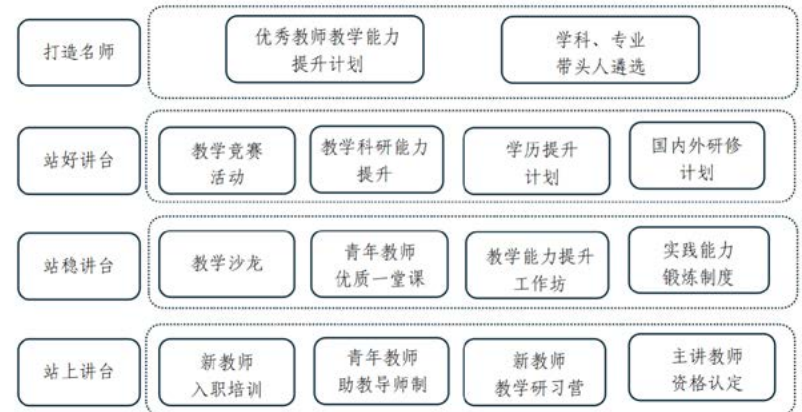 打造名师
优秀教师教学能力
提升计划
学科、专业
带头人遴选
站好讲台
教学竞赛
活动
教学科研能力
提升
学历提升
计划
国内外研修
计划
站稳讲台
教学沙龙
青年教师
优质一堂课
教学能力提升
工作坊
实践能力
锻炼制度
站上讲台
新教师
入职培训
青年教师
助教导师制
新教师
教学研习营
主讲教师
资格认定